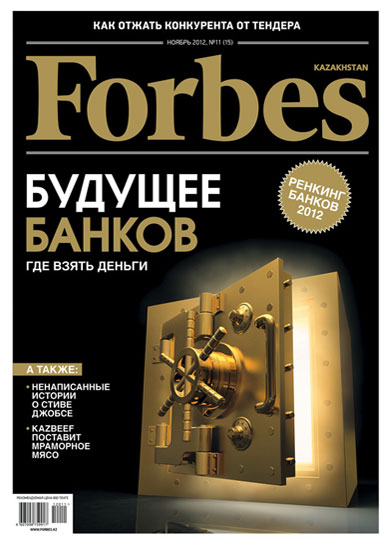 КАК ОТЖАТЬ КОНКУРЕНТА ОТ ТЕНДЕРА
НОЯБРЬ 2012, №11 (15)
KAZAKHSTAN
Forbes
БУДУЩЕЕ
БАНКОВ
ГДЕ ВЗЯТЬ ДЕНЬГИ
РЕНКИНГ
БАНКОВ
2012
А ТАКЖЕ:
• НЕНАПИСАННЫЕ
ИСТОРИИ
О СТИВЕ
ДЖОБСЕ
• KAZBEEF
ПОСТАВИТ
МРАМОРНОЕ
МЯСО
WWW.FORBES.KZ